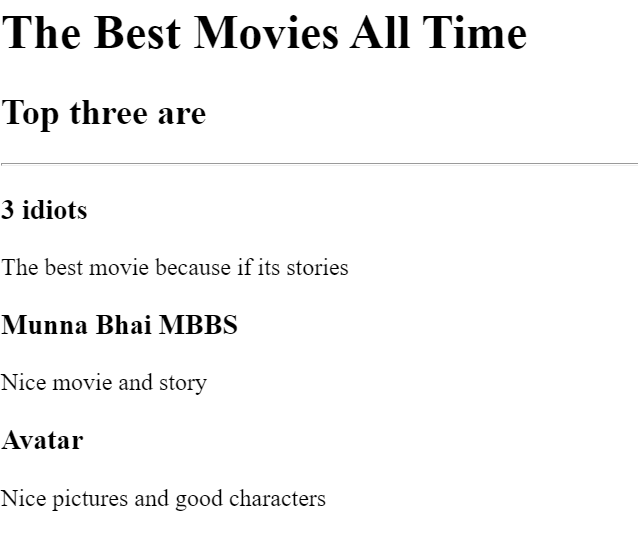 The Best Movies All Time
Top three are
3 idiots
The best movie because if its stories
Munna Bhai MBBS
Nice movie and story
Avatar
Nice pictures and good characters